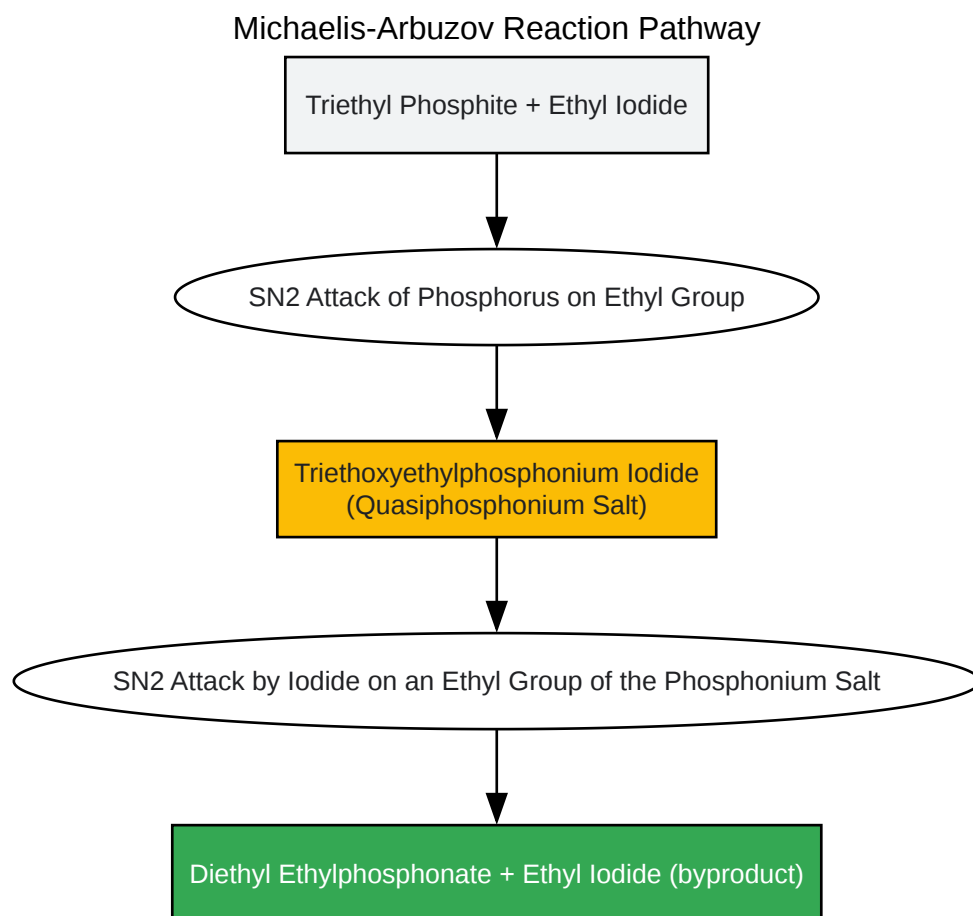 Michaelis-Arbuzov Reaction Pathway
Triethyl Phosphite + Ethyl Iodide
SN2 Attack of Phosphorus on Ethyl Group
Triethoxyethylphosphonium Iodide
(Quasiphosphonium Salt)
SN2 Attack by Iodide on an Ethyl Group of the Phosphonium Salt
Diethyl Ethylphosphonate + Ethyl Iodide (byproduct)